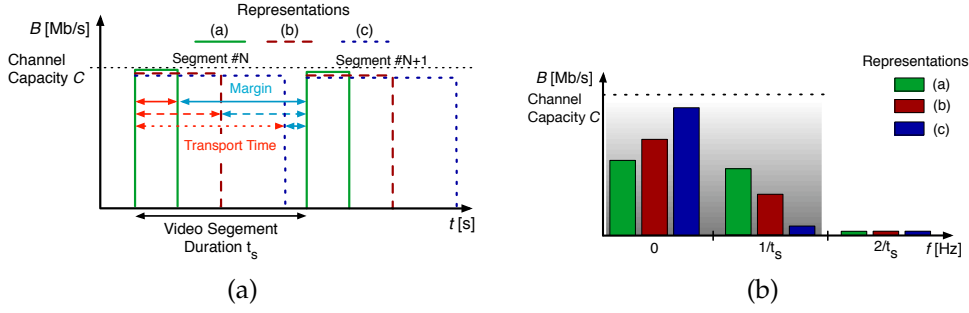 Representations
B [Mb/s]
(a) (b) (c)
Channel
Capacity C
Segment #N
Segment #N+1
Margin
Transport Time
t [s]
Video Segement
Duration t_s
(a)
B [Mb/s]
Channel
Capacity C
Representations
(a)
(b)
(c)
0 1/t_s 2/t_s f [Hz]
(b)